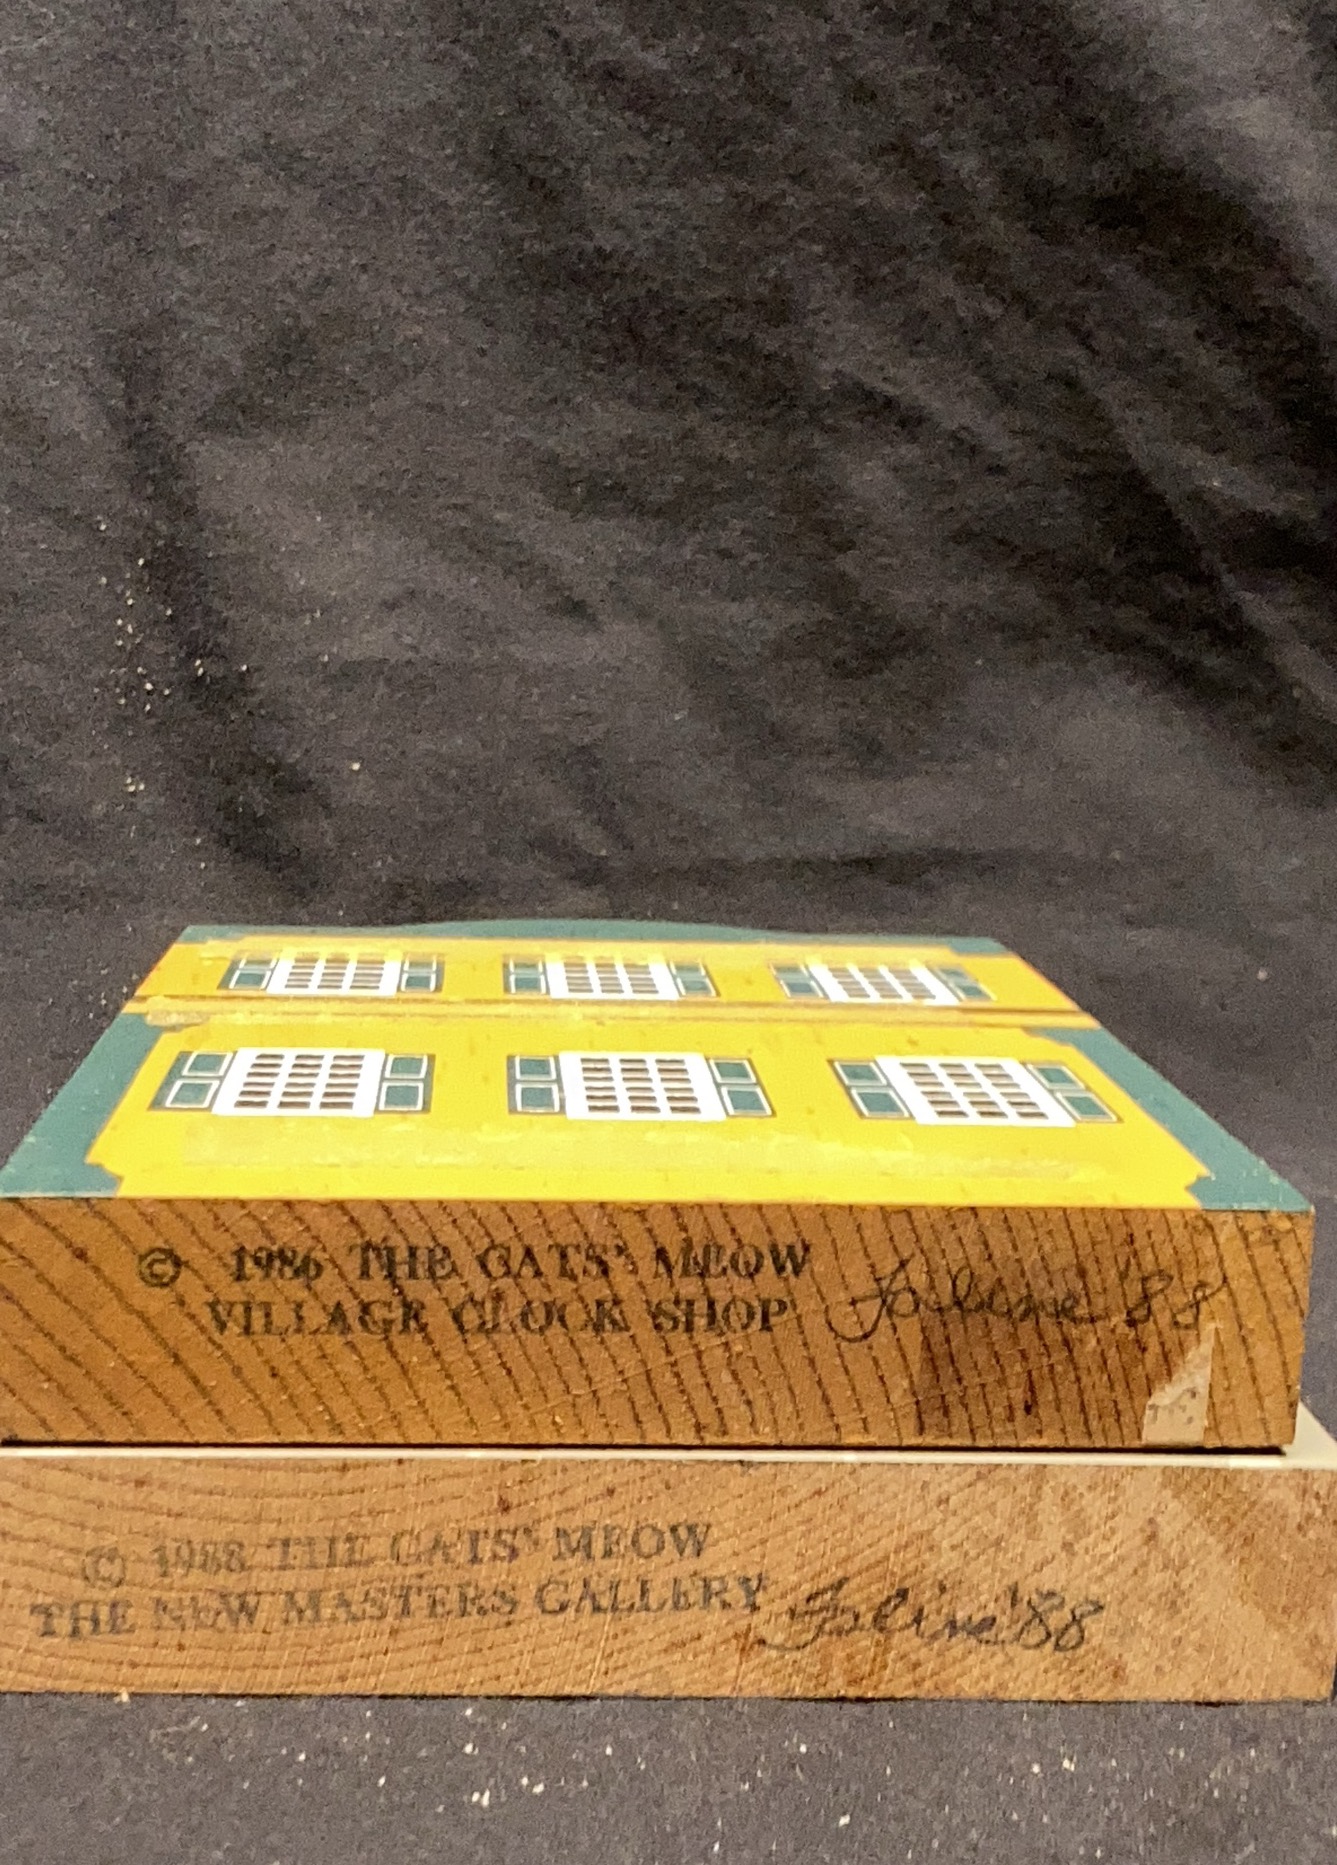 © 1986 THE CATS' MEOW
VILLAGE CLOCK SHOP Faline '88
© 1988 THE CATS' MEOW
THE NEW MASTERS GALLERY Faline '88